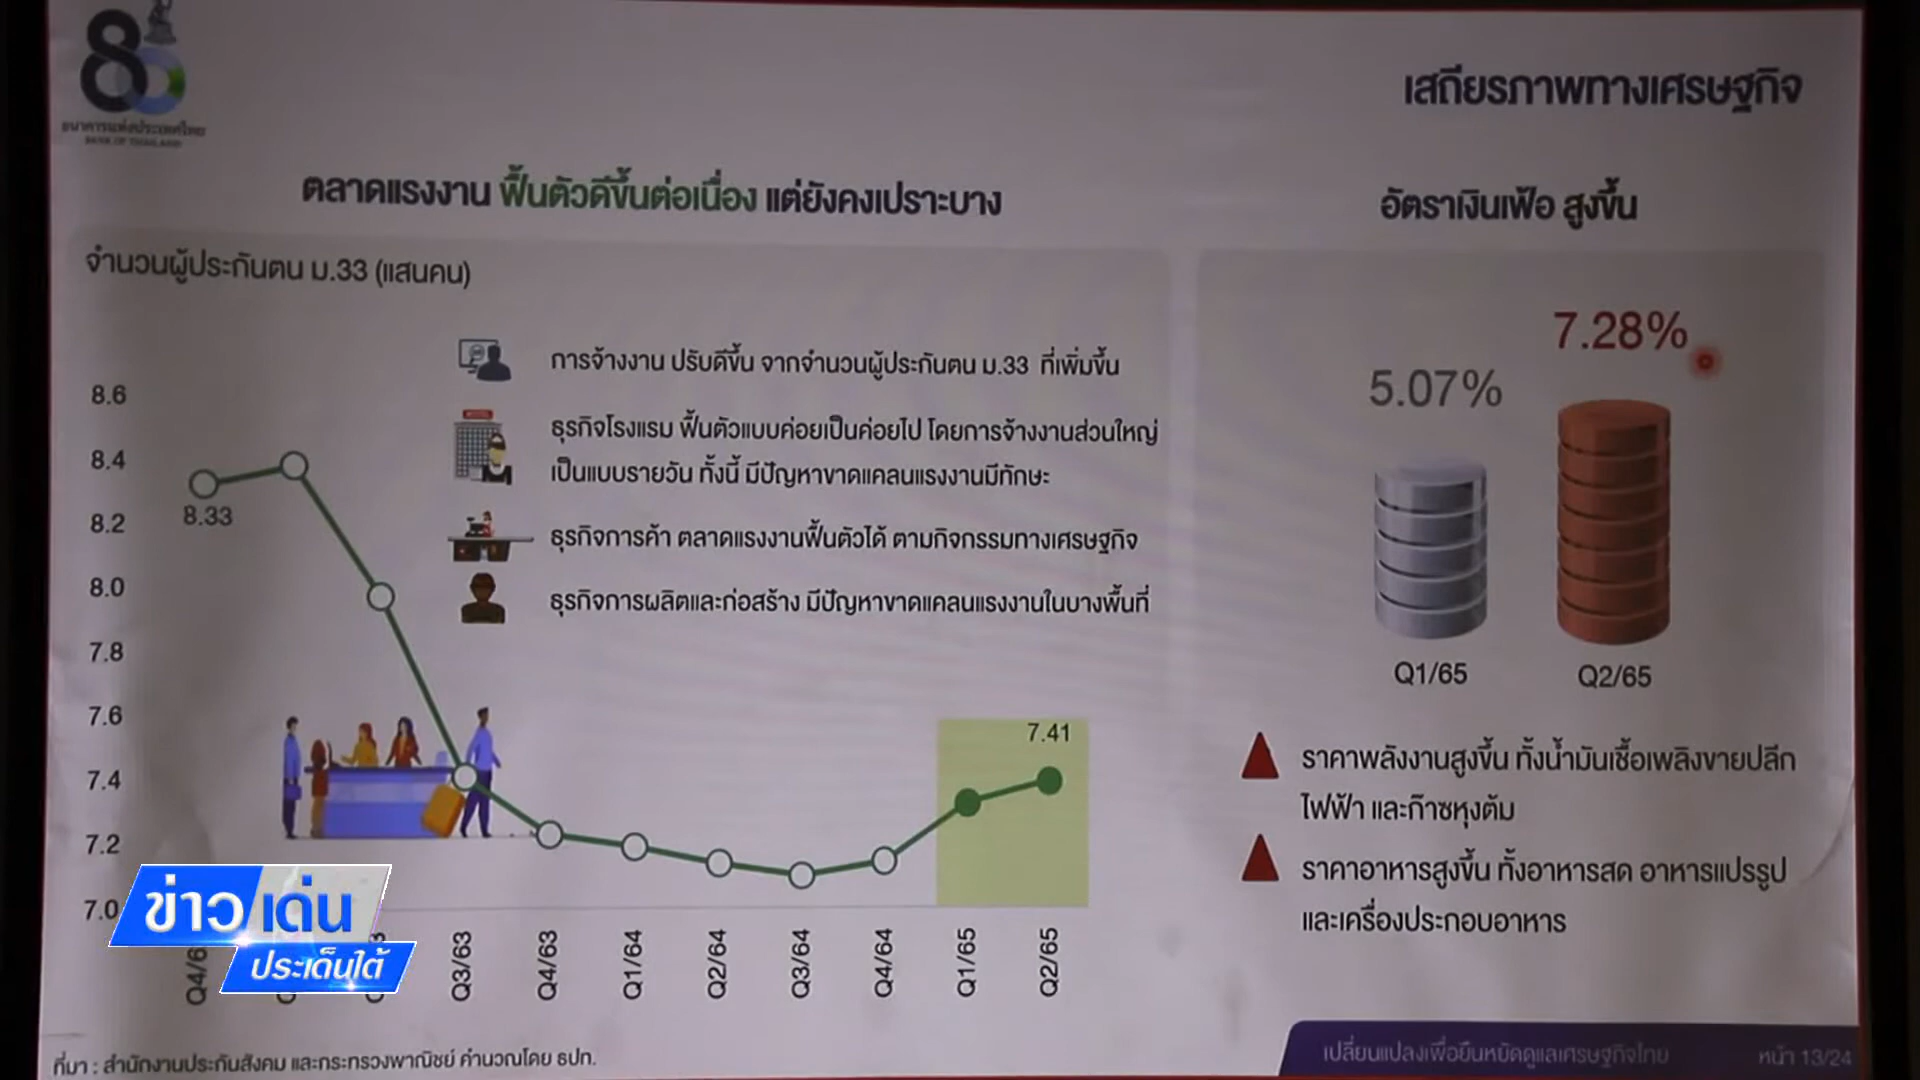 ธนาคารแห่งประเทศไทย
BANK OF THAILAND
เสถียรภาพทางเศรษฐกิจ
ตลาดแรงงาน ฟื้นตัวดีขึ้นต่อเนื่อง แต่ยังคงเปราะบาง
จำนวนผู้ประกันตน ม.33 (แสนคน)
การจ้างงาน ปรับดีขึ้น จากจำนวนผู้ประกันตน ม.33 ที่เพิ่มขึ้น
ธุรกิจโรงแรม ฟื้นตัวแบบค่อยเป็นค่อยไป โดยการจ้างงานส่วนใหญ่
เป็นแบบรายวัน ทั้งนี้ มีปัญหาขาดแคลนแรงงานมีทักษะ
ธุรกิจการค้า ตลาดแรงงานฟื้นตัวได้ ตามกิจกรรมทางเศรษฐกิจ
ธุรกิจการผลิตและก่อสร้าง มีปัญหาขาดแคลนแรงงานในบางพื้นที่
8.6
8.4
8.2
8.0
7.8
7.6
7.4
7.2
7.0
8.33
7.41
Q3/63
Q4/63
Q1/64
Q2/64
Q3/64
Q4/64
Q1/65
Q2/65
อัตราเงินเฟ้อ สูงขึ้น
5.07%
7.28%
Q1/65
Q2/65
ราคาพลังงานสูงขึ้น ทั้งน้ำมันเชื้อเพลิงขายปลีก
ไฟฟ้า และก๊าซหุงต้ม
ราคาอาหารสูงขึ้น ทั้งอาหารสด อาหารแปรรูป
และเครื่องประกอบอาหาร
ข่าวเด่น
ประเด็นใต้
ที่มา : สำนักงานประกันสังคม และกระทรวงพาณิชย์ คำนวณโดย ธปท.
เปลี่ยนแปลงเพื่อยืนหยัดดูแลเศรษฐกิจไทย
หน้า 13/24